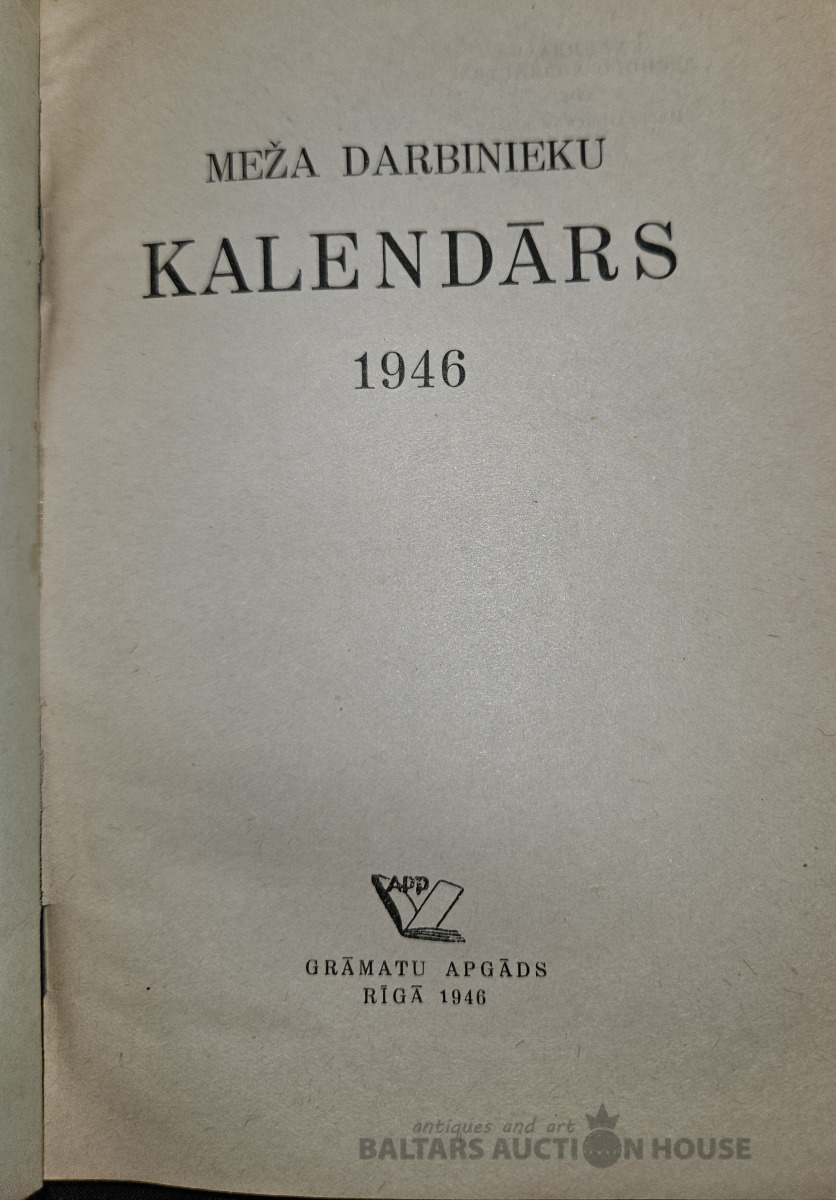 MEŽA DARBINIEKU
KALENDĀRS
1946
APP
GRĀMATU APGĀDS
RĪGĀ 1946
antiques and art
BALTARS AUCTION HOUSE